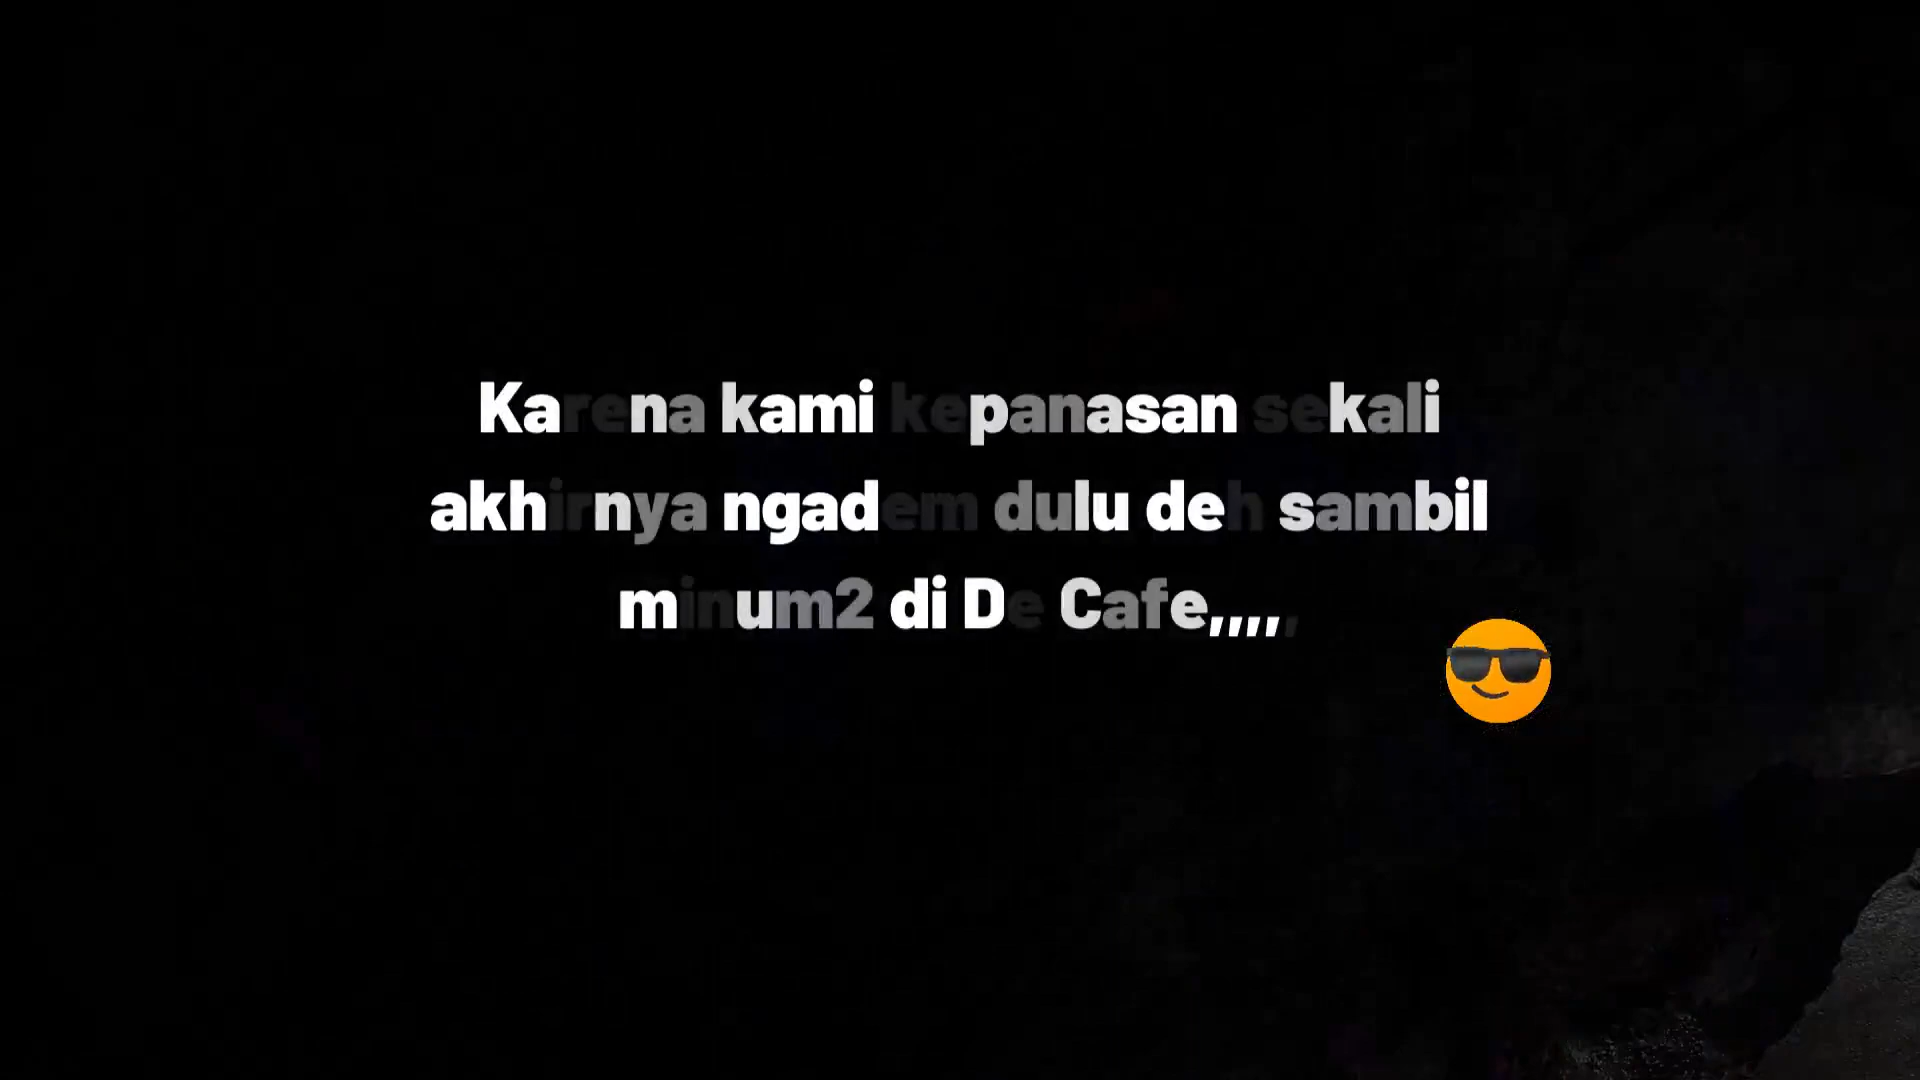 Karena kami kepanasan sekali
akhirnya ngadem dulu deh sambil
minum2 di De Cafe,,,,,